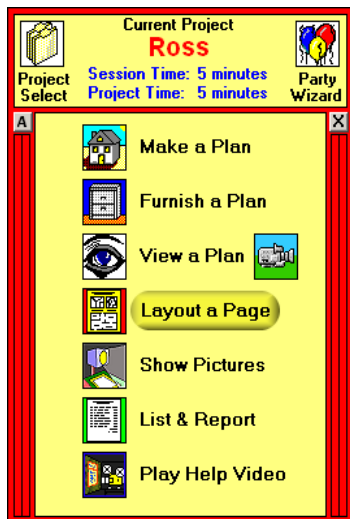 Current Project
Ross
Session Time: 5 minutes
Project Time: 5 minutes
Project
Select
Party
Wizard
A
X
Make a Plan
Furnish a Plan
View a Plan
Layout a Page
Show Pictures
List & Report
Play Help Video